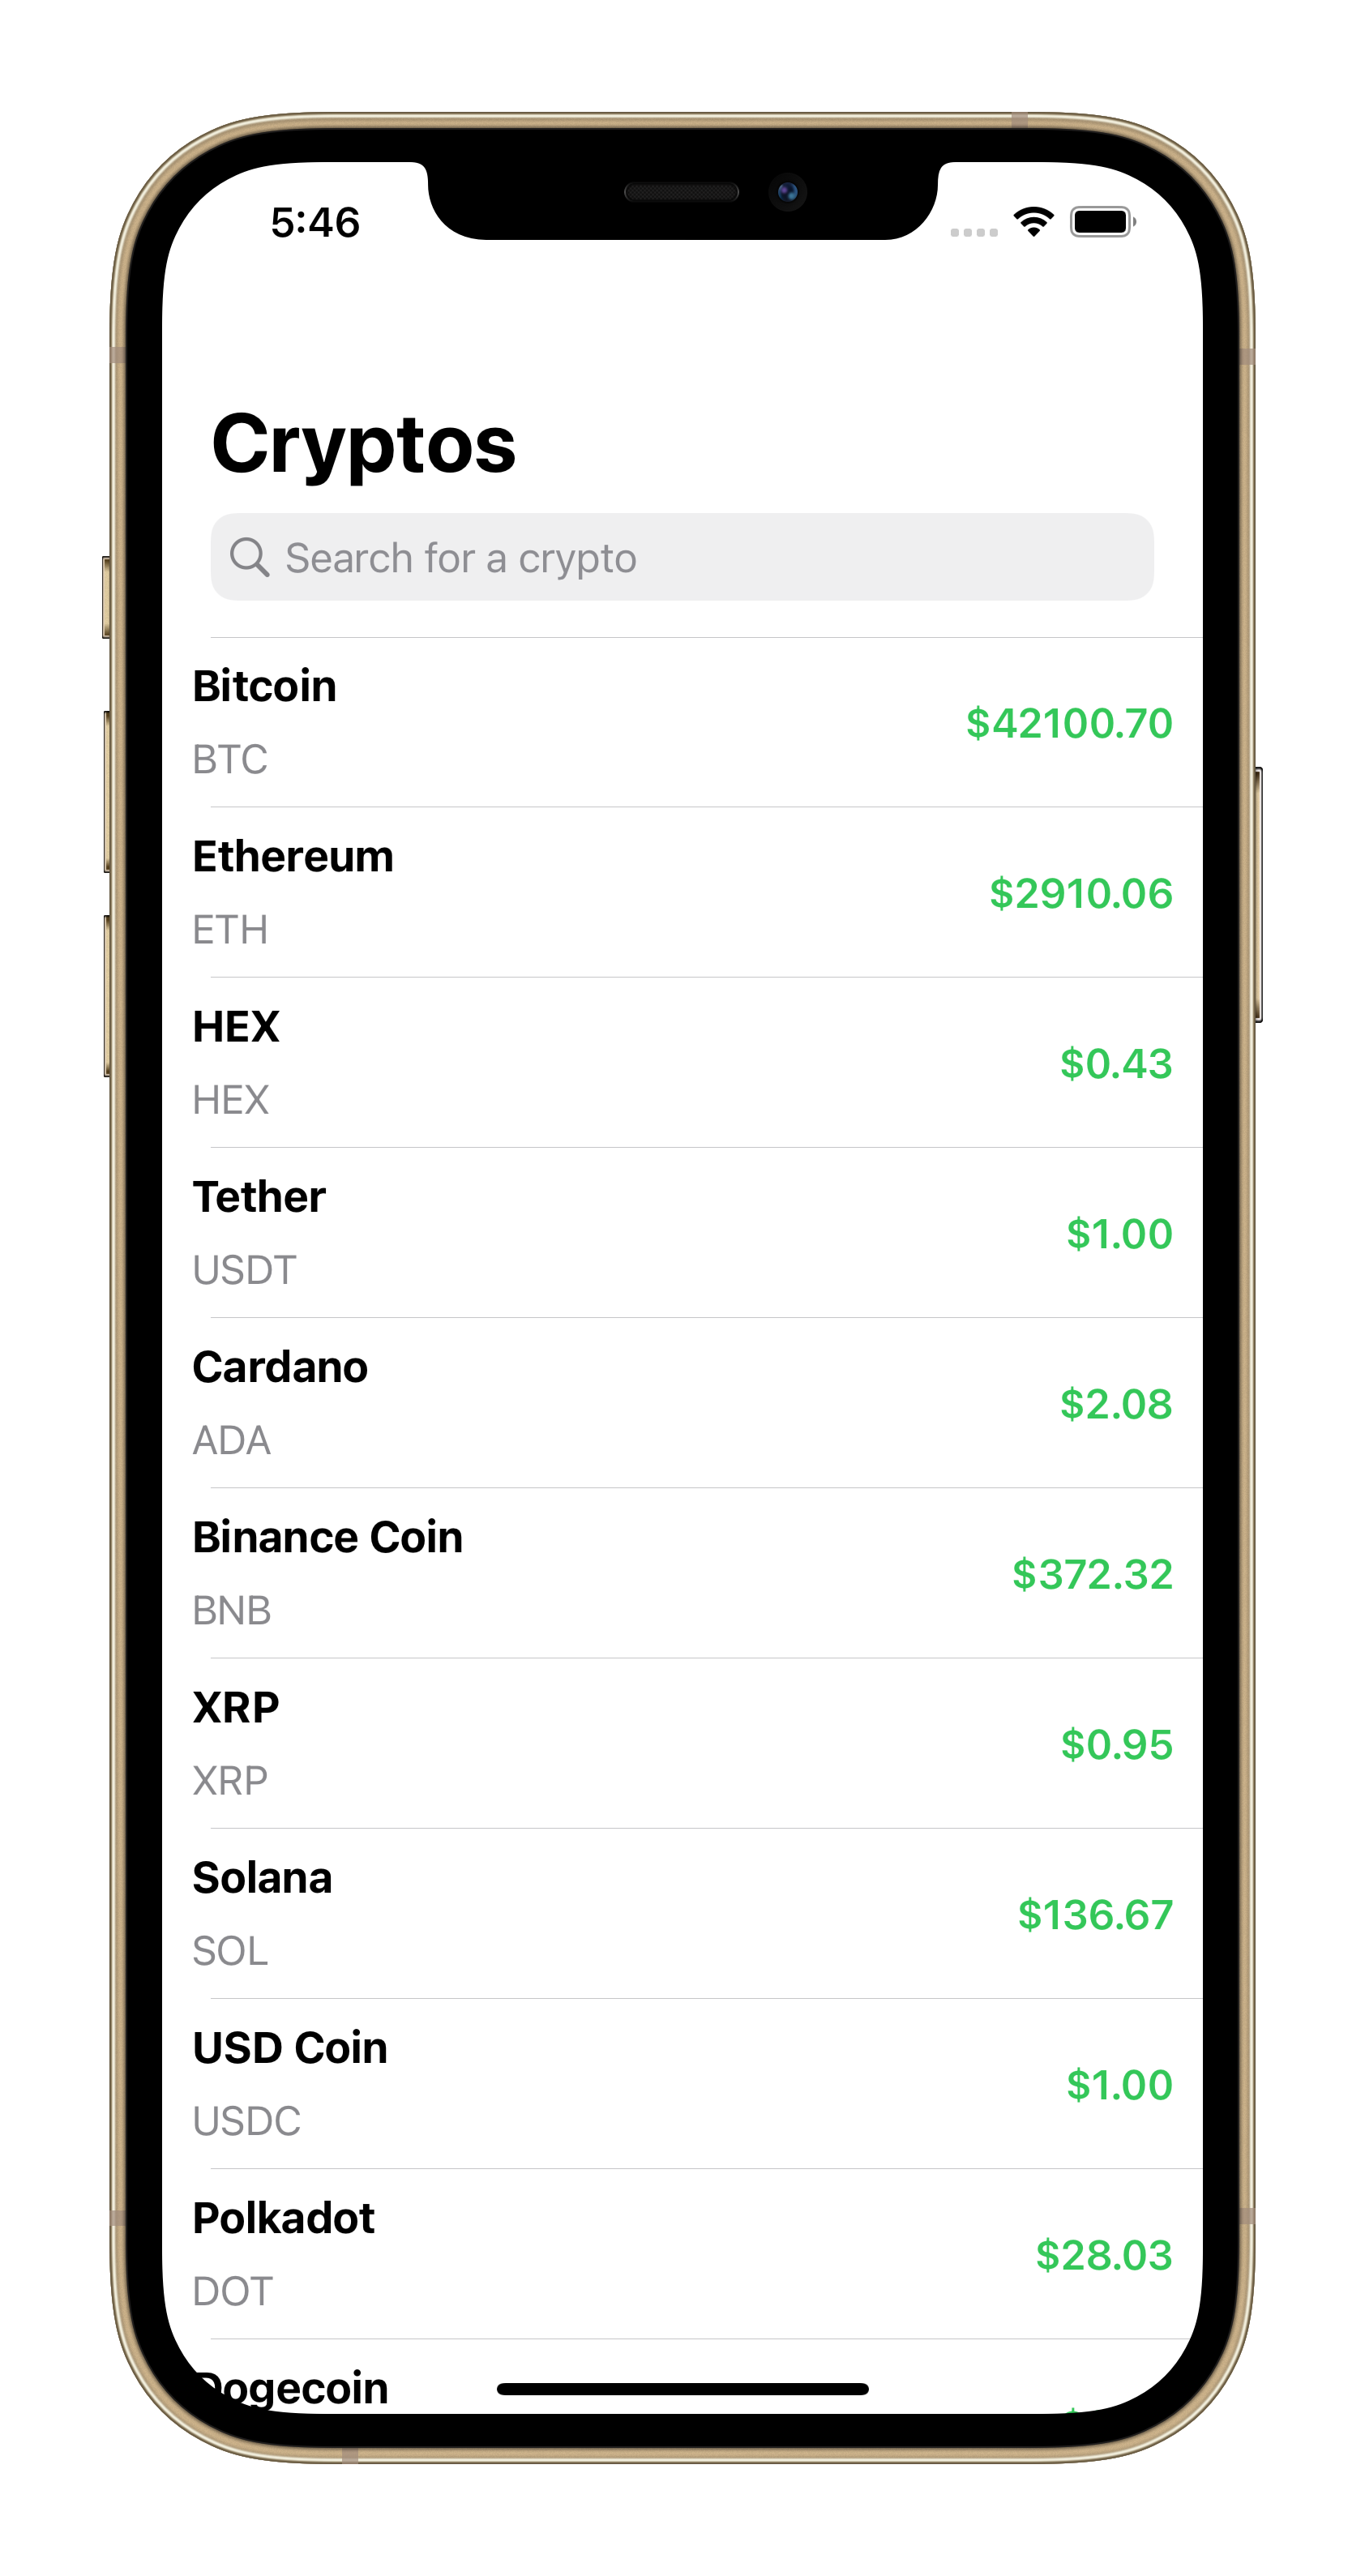 5:46
Cryptos
Search for a crypto
Bitcoin
$42100.70
BTC
Ethereum
$2910.06
ETH
HEX
$0.43
HEX
Tether
$1.00
USDT
Cardano
$2.08
ADA
Binance Coin
$372.32
BNB
XRP
$0.95
XRP
Solana
$136.67
SOL
USD Coin
$1.00
USDC
Polkadot
$28.03
DOT
Dogecoin